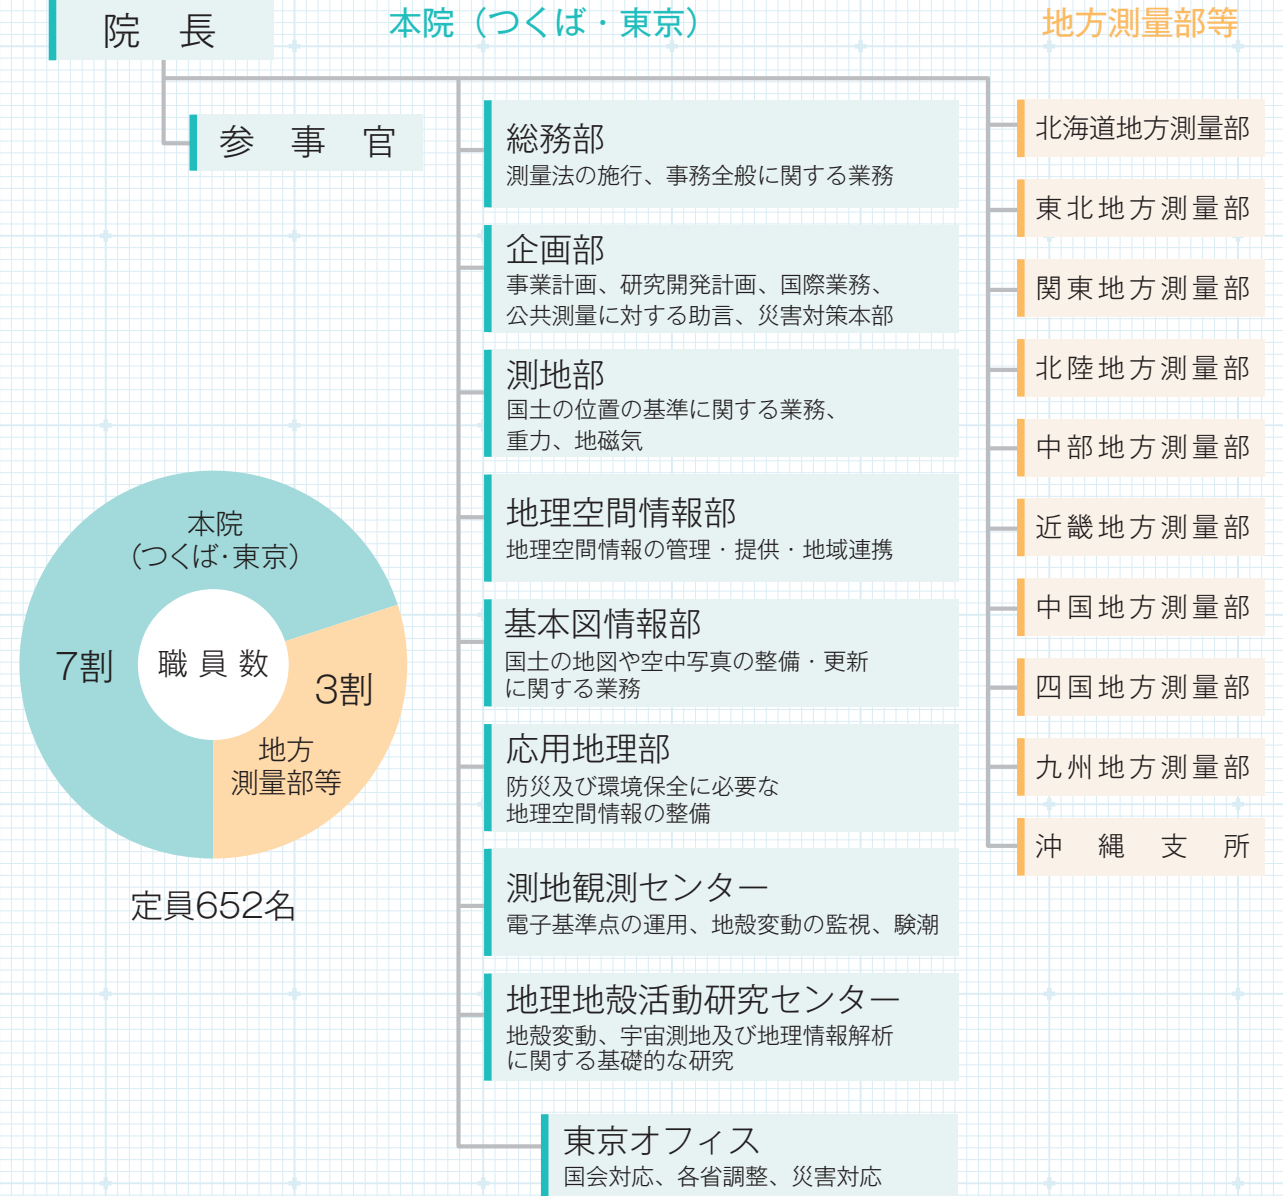 院長
参事官
本院（つくば・東京）
総務部
測量法の施行、事務全般に関する業務
企画部
事業計画、研究開発計画、国際業務、
公共測量に対する助言、災害対策本部
測地部
国土の位置の基準に関する業務、
重力、地磁気
地理空間情報部
地理空間情報の管理・提供・地域連携
基本図情報部
国土の地図や空中写真の整備・更新
に関する業務
応用地理部
防災及び環境保全に必要な
地理空間情報の整備
測地観測センター
電子基準点の運用、地殻変動の監視、験潮
地理地殻活動研究センター
地殻変動、宇宙測地及び地理情報解析
に関する基礎的な研究
東京オフィス
国会対応、各省調整、災害対応
地方測量部等
北海道地方測量部
東北地方測量部
関東地方測量部
北陸地方測量部
中部地方測量部
近畿地方測量部
中国地方測量部
四国地方測量部
九州地方測量部
沖縄支所
本院
（つくば・東京）
7割
職員数
3割
地方
測量部等
定員652名